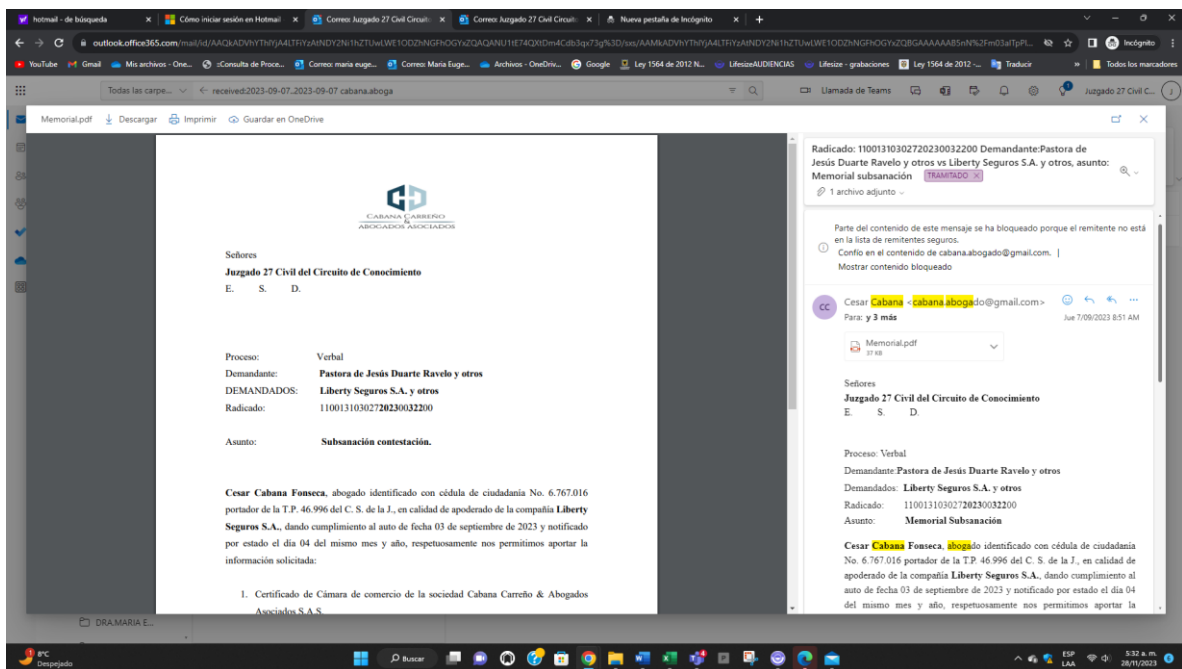 hotmail - de búsqueda
Cómo iniciar sesión en Hotmail
Correo: Juzgado 27 Civil Circuito
Correo: Juzgado 27 Civil Circuito
Nueva pestaña de Incógnito
outlook.office365.com/mail/id/
Incógnito
YouTube
Gmail
Mis archivos - One...
:Consulta de Proce...
Correo: maria euge...
Correo: Maria Euge...
Archivos - OneDriv...
Google
Ley 1564 de 2012 N...
LifesizeAUDIENCIAS
Lifesize - grabaciones
Ley 1564 de 2012 -...
Traducir
»
Todos los marcadores
Todas las carpe...
received:2023-09-07..2023-09-07 cabana.aboga
Llamada de Teams
Juzgado 27 Civil C...
J
Memorial.pdf
Descargar
Imprimir
Guardar en OneDrive
CABANA CARREÑO
&
ABOGADOS ASOCIADOS
Señores
Juzgado 27 Civil del Circuito de Conocimiento
E. S. D.
Proceso: Verbal
Demandante: Pastora de Jesús Duarte Ravelo y otros
DEMANDADOS: Liberty Seguros S.A. y otros
Radicado: 11001310302720230032200
Asunto: Subsanación contestación.
Cesar Cabana Fonseca, abogado identificado con cédula de ciudadanía No. 6.767.016
portador de la T.P. 46.996 del C. S. de la J., en calidad de apoderado de la compañía Liberty
Seguros S.A., dando cumplimiento al auto de fecha 03 de septiembre de 2023 y notificado
por estado el día 04 del mismo mes y año, respetuosamente nos permitimos aportar la
información solicitada:
1. Certificado de Cámara de comercio de la sociedad Cabana Carreño & Abogados
Asociados S.A.S.
Radicado: 11001310302720230032200 Demandante:Pastora de
Jesús Duarte Ravelo y otros vs Liberty Seguros S.A. y otros, asunto:
Memorial subsanación TRAMITADO ×
1 archivo adjunto
Parte del contenido de este mensaje se ha bloqueado porque el remitente no está
en la lista de remitentes seguros.
Confío en el contenido de cabana.abogado@gmail.com. |
Mostrar contenido bloqueado
CC
Cesar Cabana <cabana.abogado@gmail.com>
Para: y 3 más
Jue 7/09/2023 8:51 AM
Memorial.pdf
37 KB
Señores
Juzgado 27 Civil del Circuito de Conocimiento
E. S. D.
Proceso: Verbal
Demandante:Pastora de Jesús Duarte Ravelo y otros
Demandados: Liberty Seguros S.A. y otros
Radicado: 11001310302720230032200
Asunto: Memorial Subsanación
Cesar Cabana Fonseca, abogado identificado con cédula de ciudadanía
No. 6.767.016 portador de la T.P. 46.996 del C. S. de la J., en calidad de
apoderado de la compañía Liberty Seguros S.A., dando cumplimiento al
auto de fecha 03 de septiembre de 2023 y notificado por estado el día 04
del mismo mes y año, respetuosamente nos permitimos aportar la
DRA.MARIA E...
8°C
Despejado
Buscar
ESP
LAA
5:32 a. m.
28/11/2023